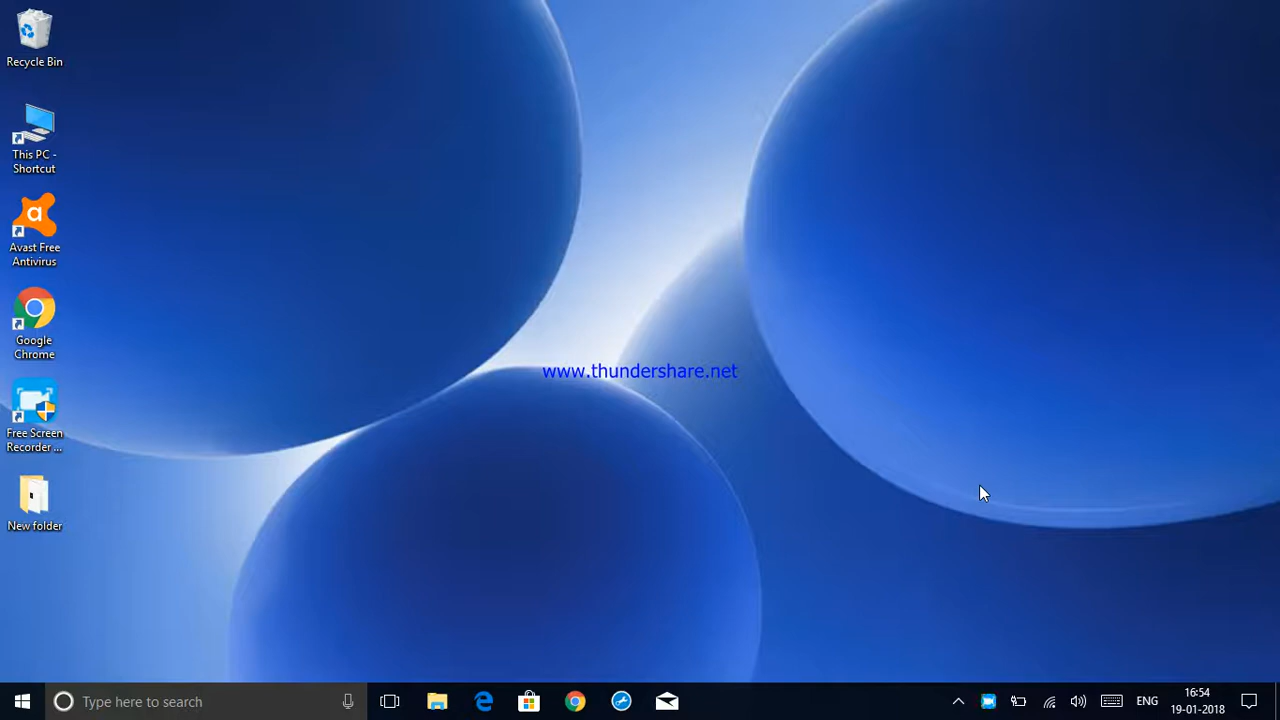 Recycle Bin
This PC -
Shortcut
Avast Free
Antivirus
Google
Chrome
Free Screen
Recorder ...
New folder
www.thundershare.net
Type here to search
ENG
16:54
19-01-2018